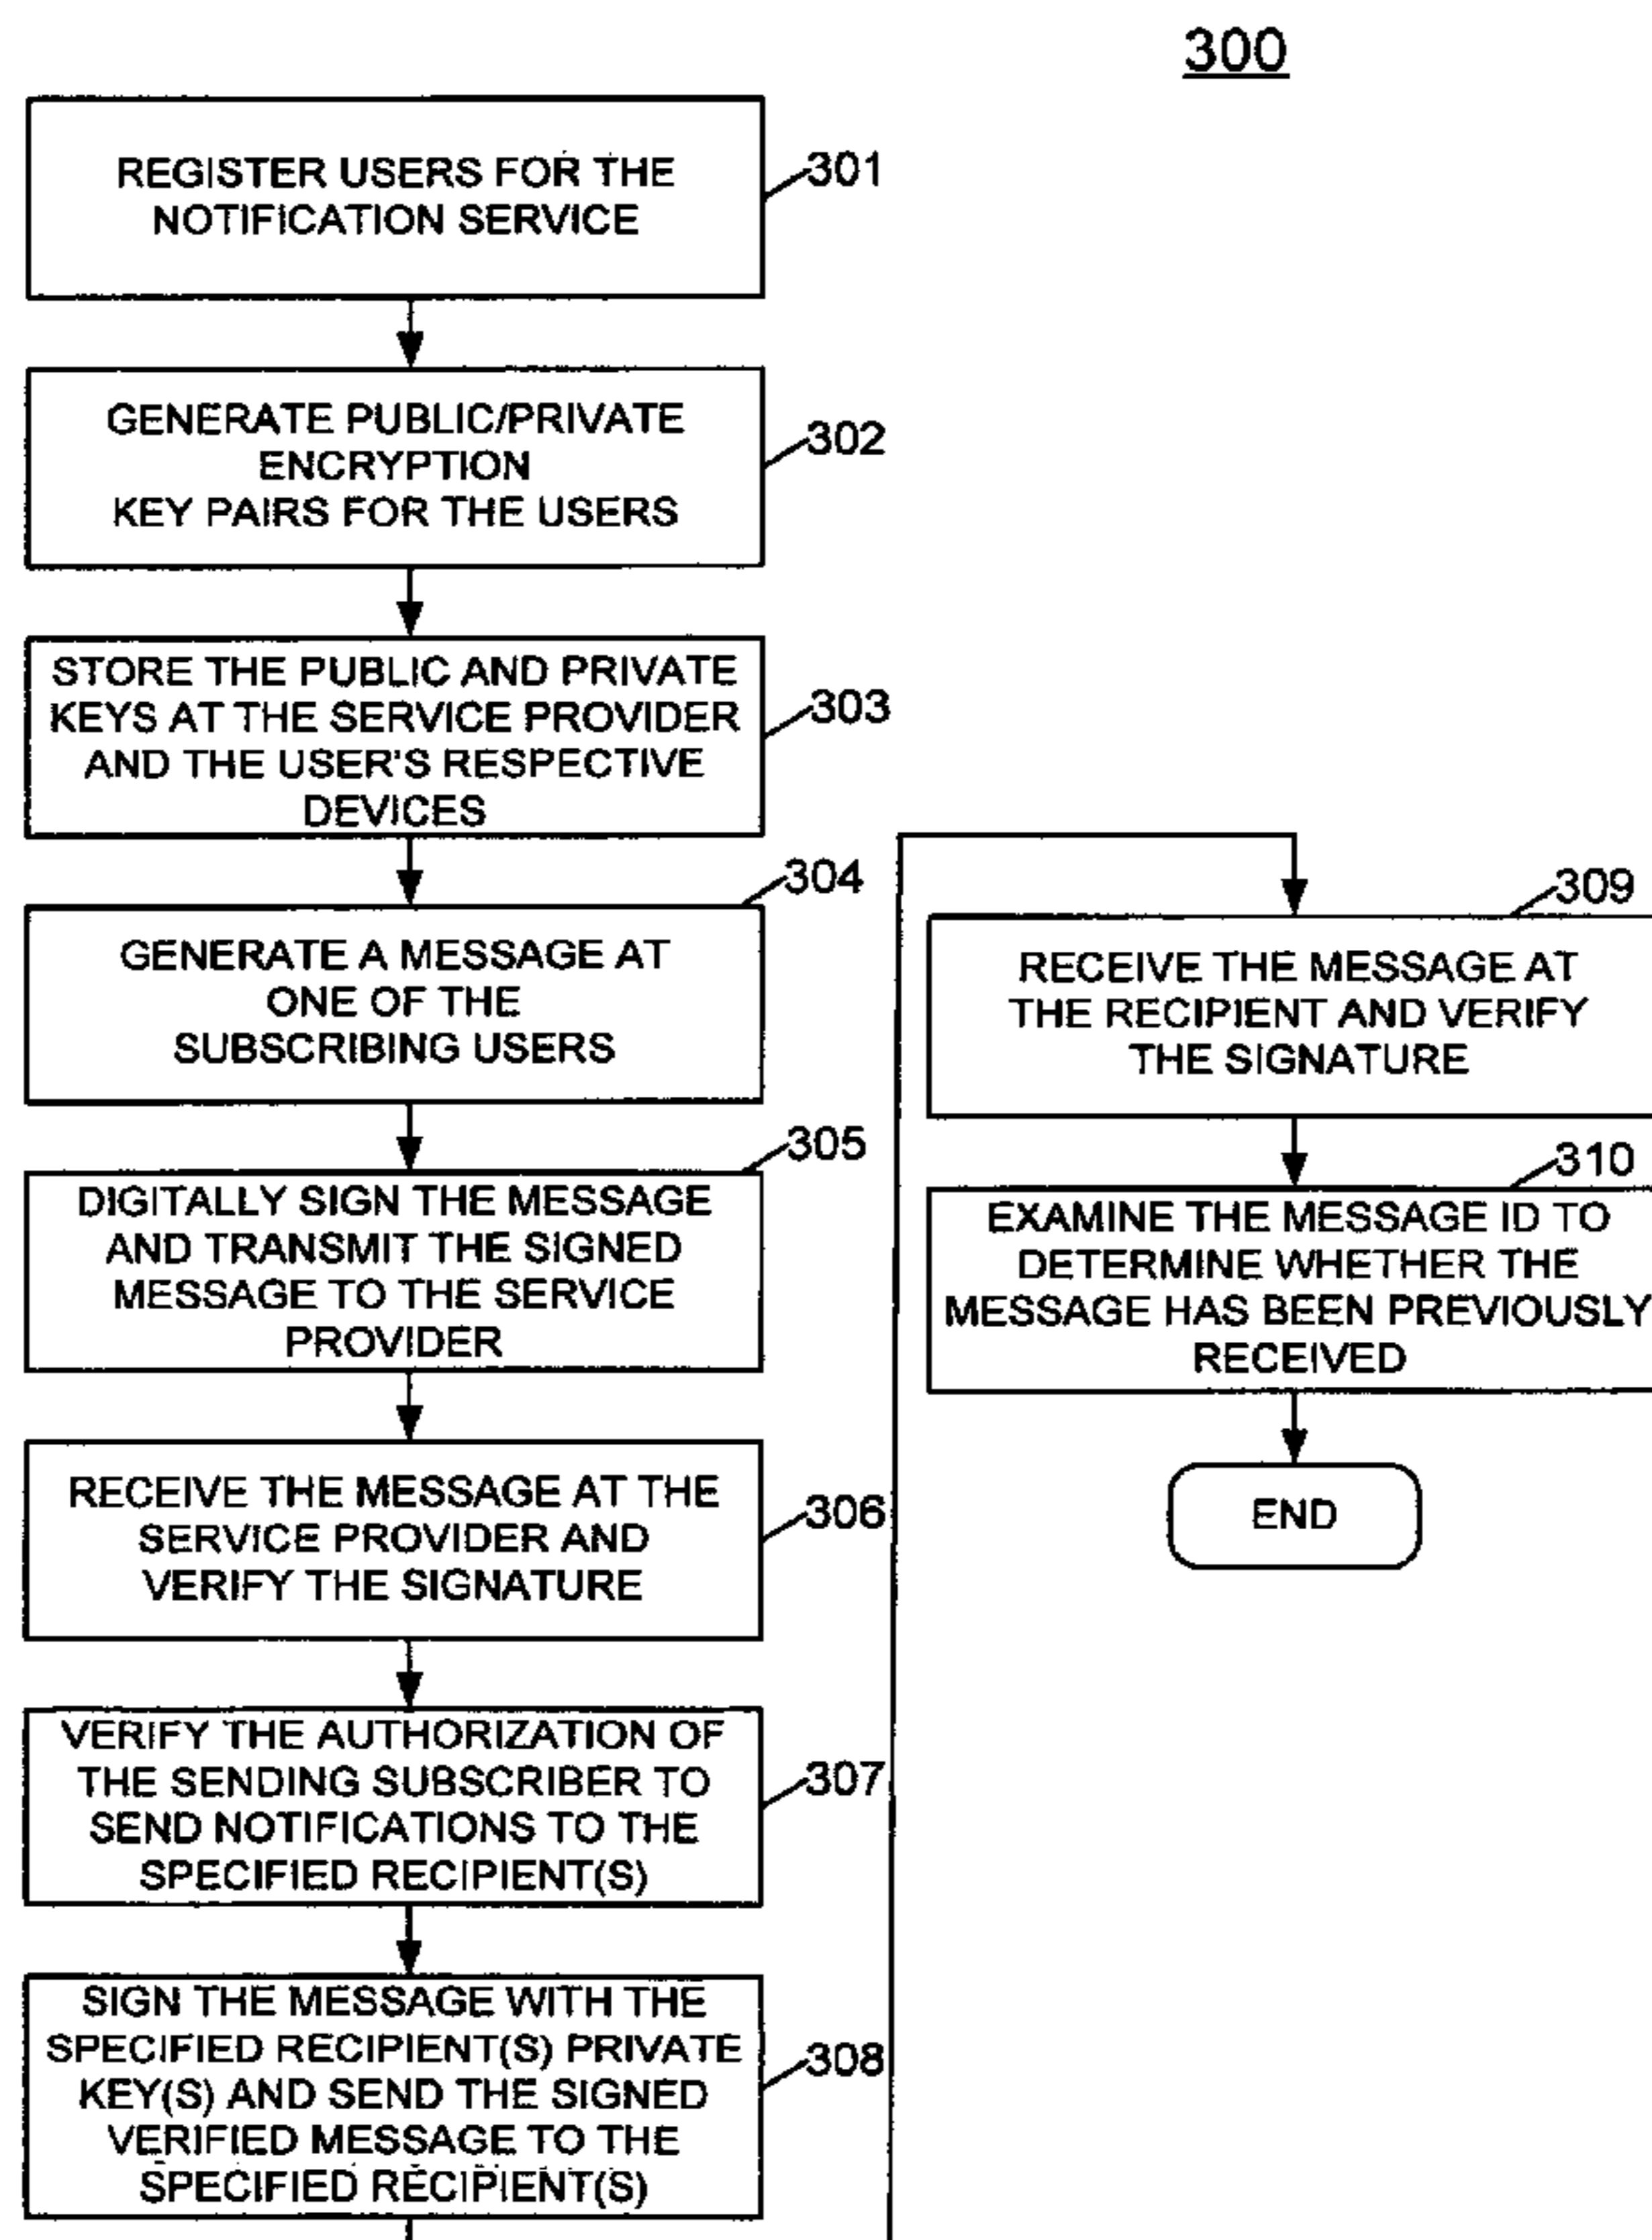 300
REGISTER USERS FOR THE
NOTIFICATION SERVICE
301
GENERATE PUBLIC/PRIVATE
ENCRYPTION
KEY PAIRS FOR THE USERS
302
STORE THE PUBLIC AND PRIVATE
KEYS AT THE SERVICE PROVIDER
AND THE USER'S RESPECTIVE
DEVICES
303
304
GENERATE A MESSAGE AT
ONE OF THE
SUBSCRIBING USERS
305
DIGITALLY SIGN THE MESSAGE
AND TRANSMIT THE SIGNED
MESSAGE TO THE SERVICE
PROVIDER
RECEIVE THE MESSAGE AT THE
SERVICE PROVIDER AND
VERIFY THE SIGNATURE
306
VERIFY THE AUTHORIZATION OF
THE SENDING SUBSCRIBER TO
SEND NOTIFICATIONS TO THE
SPECIFIED RECIPIENT(S)
307
SIGN THE MESSAGE WITH THE
SPECIFIED RECIPIENT(S) PRIVATE
KEY(S) AND SEND THE SIGNED
VERIFIED MESSAGE TO THE
SPECIFIED RECIPIENT(S)
308
309
RECEIVE THE MESSAGE AT
THE RECIPIENT AND VERIFY
THE SIGNATURE
310
EXAMINE THE MESSAGE ID TO
DETERMINE WHETHER THE
MESSAGE HAS BEEN PREVIOUSLY
RECEIVED
END